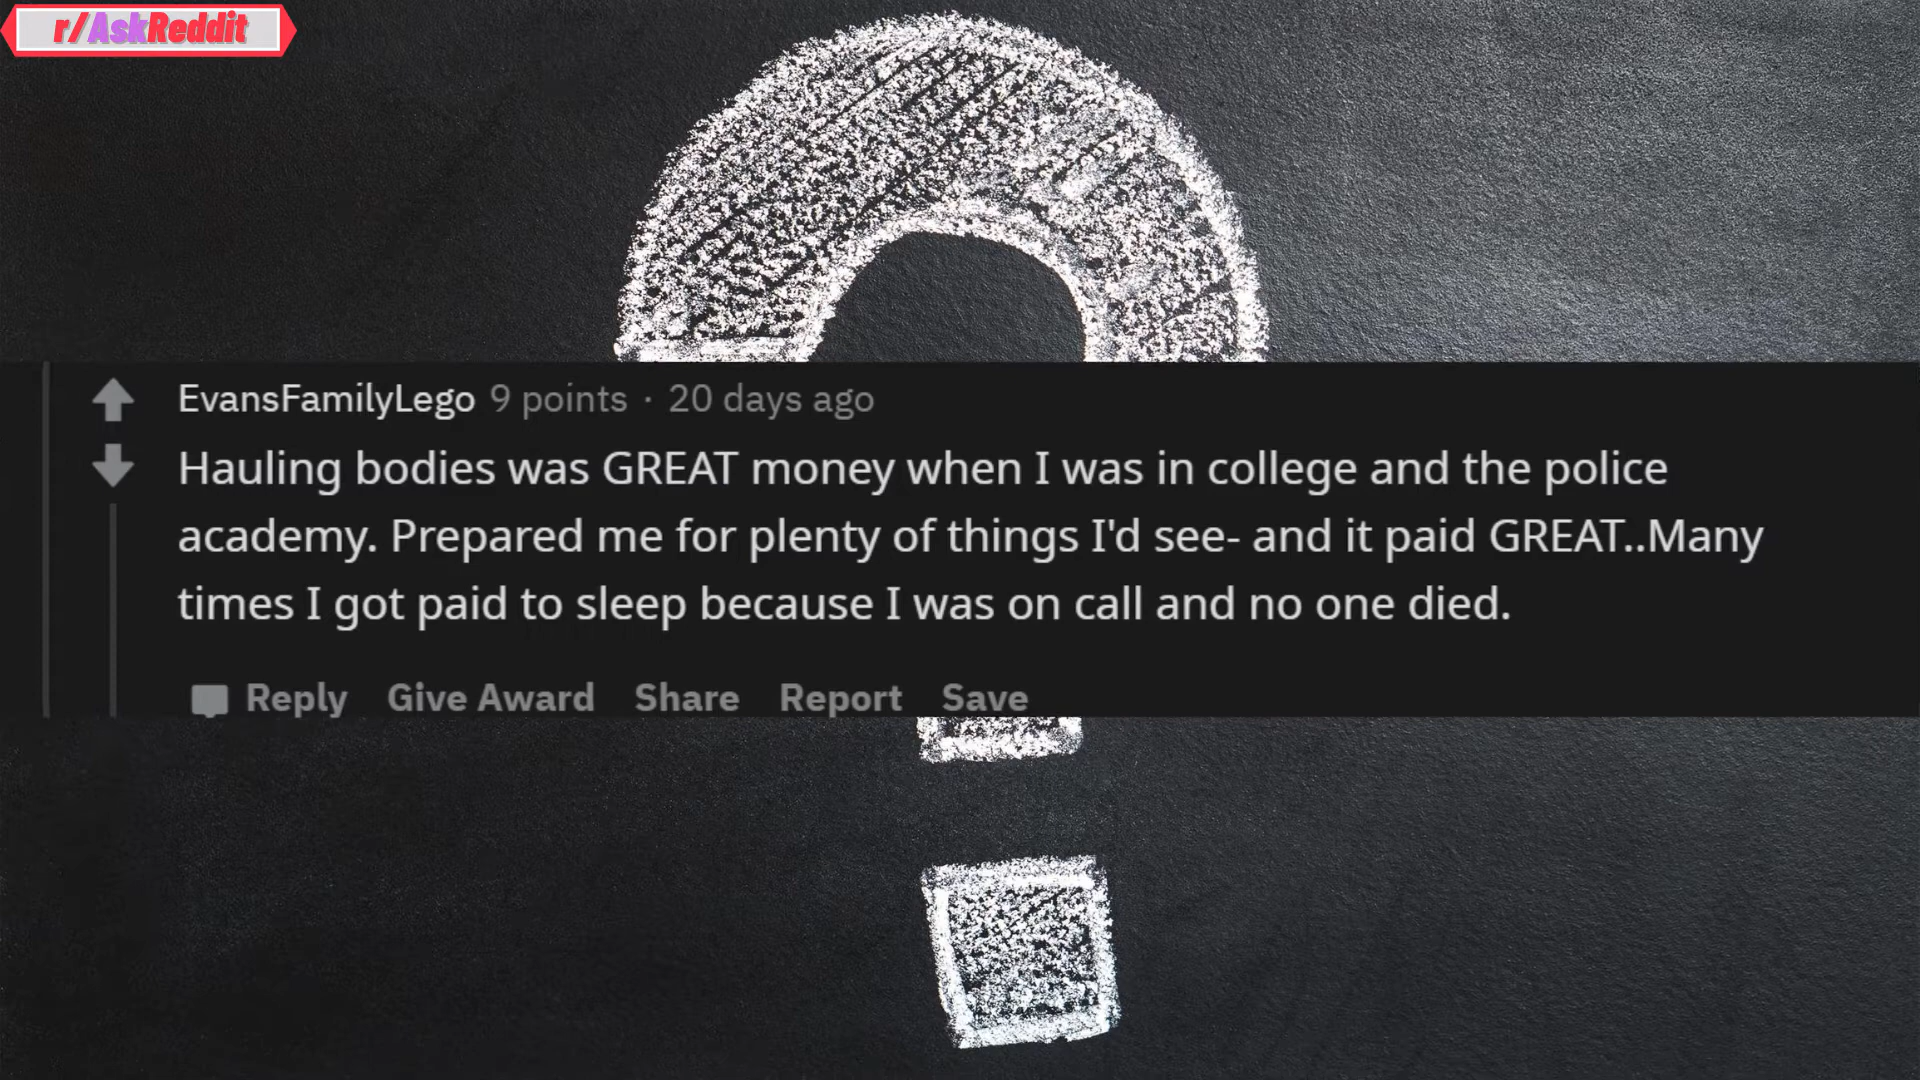 r/AskReddit
EvansFamilyLego 9 points · 20 days ago
Hauling bodies was GREAT money when I was in college and the police
academy. Prepared me for plenty of things I'd see- and it paid GREAT..Many
times I got paid to sleep because I was on call and no one died.
Reply Give Award Share Report Save